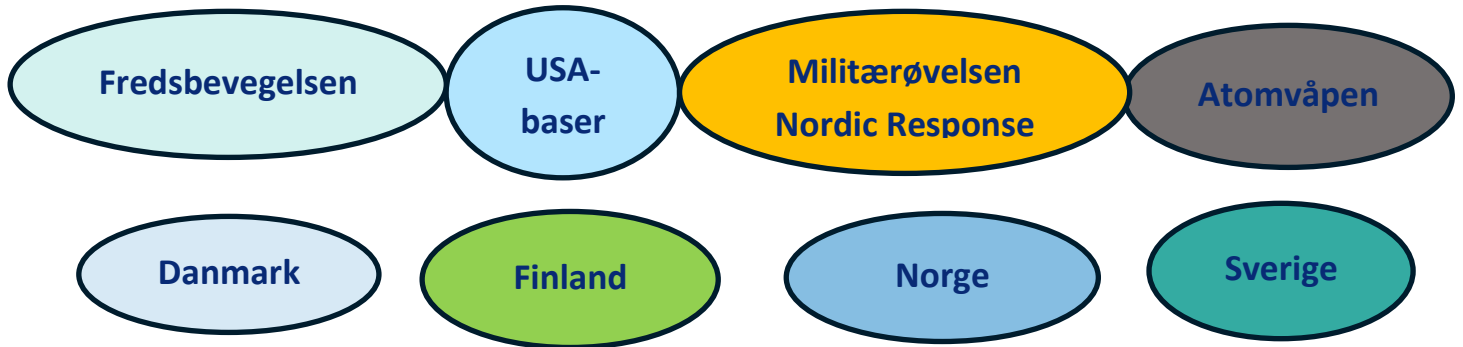 Fredsbevegelsen
USA-
baser
Militærøvelsen
Nordic Response
Atomvåpen
Danmark
Finland
Norge
Sverige